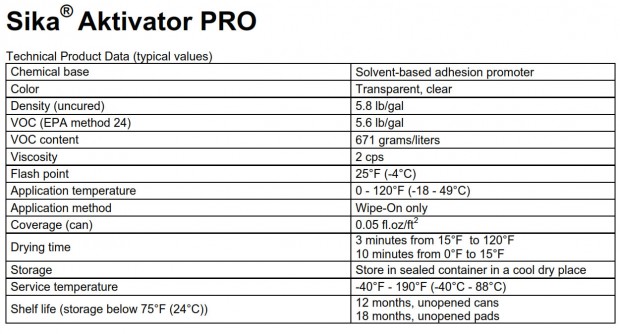 Sika® Aktivator PRO
Technical Product Data (typical values)
Chemical base Solvent-based adhesion promoter
Color Transparent, clear
Density (uncured) 5.8 lb/gal
VOC (EPA method 24) 5.6 lb/gal
VOC content 671 grams/liters
Viscosity 2 cps
Flash point 25°F (-4°C)
Application temperature 0 - 120°F (-18 - 49°C)
Application method Wipe-On only
Coverage (can) 0.05 fl.oz/ft²
Drying time 3 minutes from 15°F to 120°F
10 minutes from 0°F to 15°F
Storage Store in sealed container in a cool dry place
Service temperature -40°F - 190°F (-40°C - 88°C)
Shelf life (storage below 75°F (24°C)) 12 months, unopened cans
18 months, unopened pads